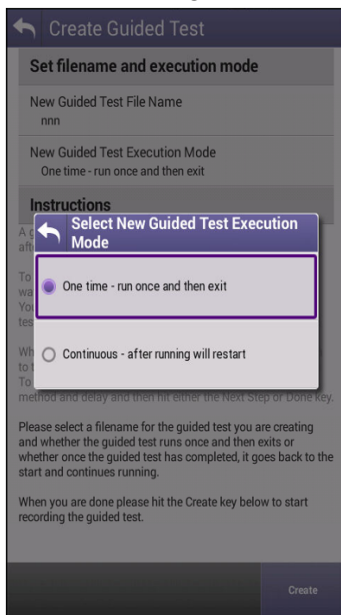 Create Guided Test
Set filename and execution mode
New Guided Test File Name
nnn
New Guided Test Execution Mode
One time - run once and then exit
Instructions
Select New Guided Test Execution
Mode
One time - run once and then exit
Continuous - after running will restart
method and delay and then hit either the Next Step or Done key.
Please select a filename for the guided test you are creating
and whether the guided test runs once and then exits or
whether once the guided test has completed, it goes back to the
start and continues running.
When you are done please hit the Create key below to start
recording the guided test.
Create